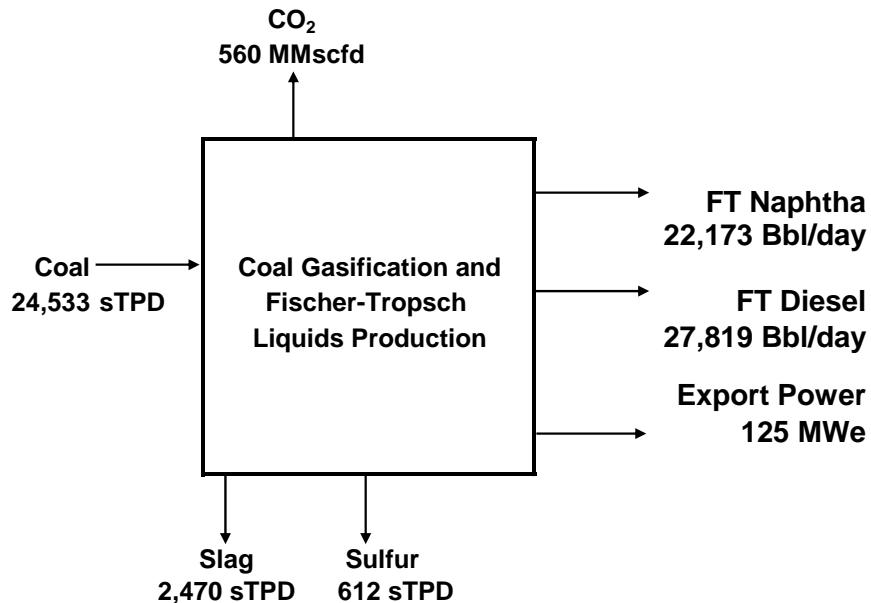 CO₂
560 MMscfd
Coal
24,533 sTPD
Coal Gasification and
Fischer-Tropsch
Liquids Production
FT Naphtha
22,173 Bbl/day
FT Diesel
27,819 Bbl/day
Export Power
125 MWe
Slag
2,470 sTPD
Sulfur
612 sTPD